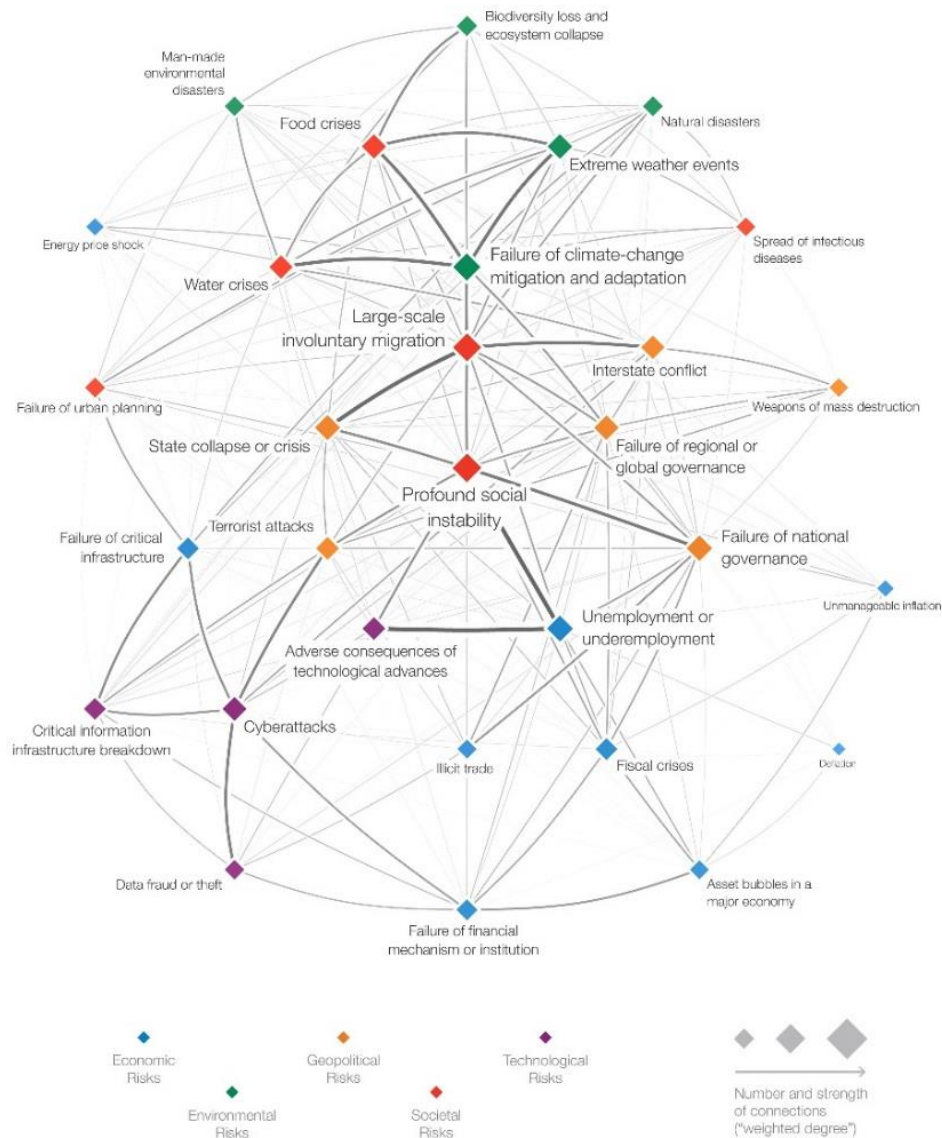 Biodiversity loss and
ecosystem collapse
Man-made
environmental
disasters
Natural disasters
Food crises
Extreme weather events
Energy price shock
Spread of infectious
diseases
Water crises
Failure of climate-change
mitigation and adaptation
Large-scale
involuntary migration
Interstate conflict
Failure of urban planning
Weapons of mass destruction
State collapse or crisis
Failure of regional or
global governance
Profound social
instability
Failure of critical
infrastructure
Terrorist attacks
Failure of national
governance
Unmanageable inflation
Unemployment or
underemployment
Adverse consequences of
technological advances
Critical information
infrastructure breakdown
Cyberattacks
Illicit trade
Fiscal crises
Deflation
Data fraud or theft
Asset bubbles in a
major economy
Failure of financial
mechanism or institution
Economic
Risks
Geopolitical
Risks
Technological
Risks
Environmental
Risks
Societal
Risks
Number and strength
of connections
("weighted degree")